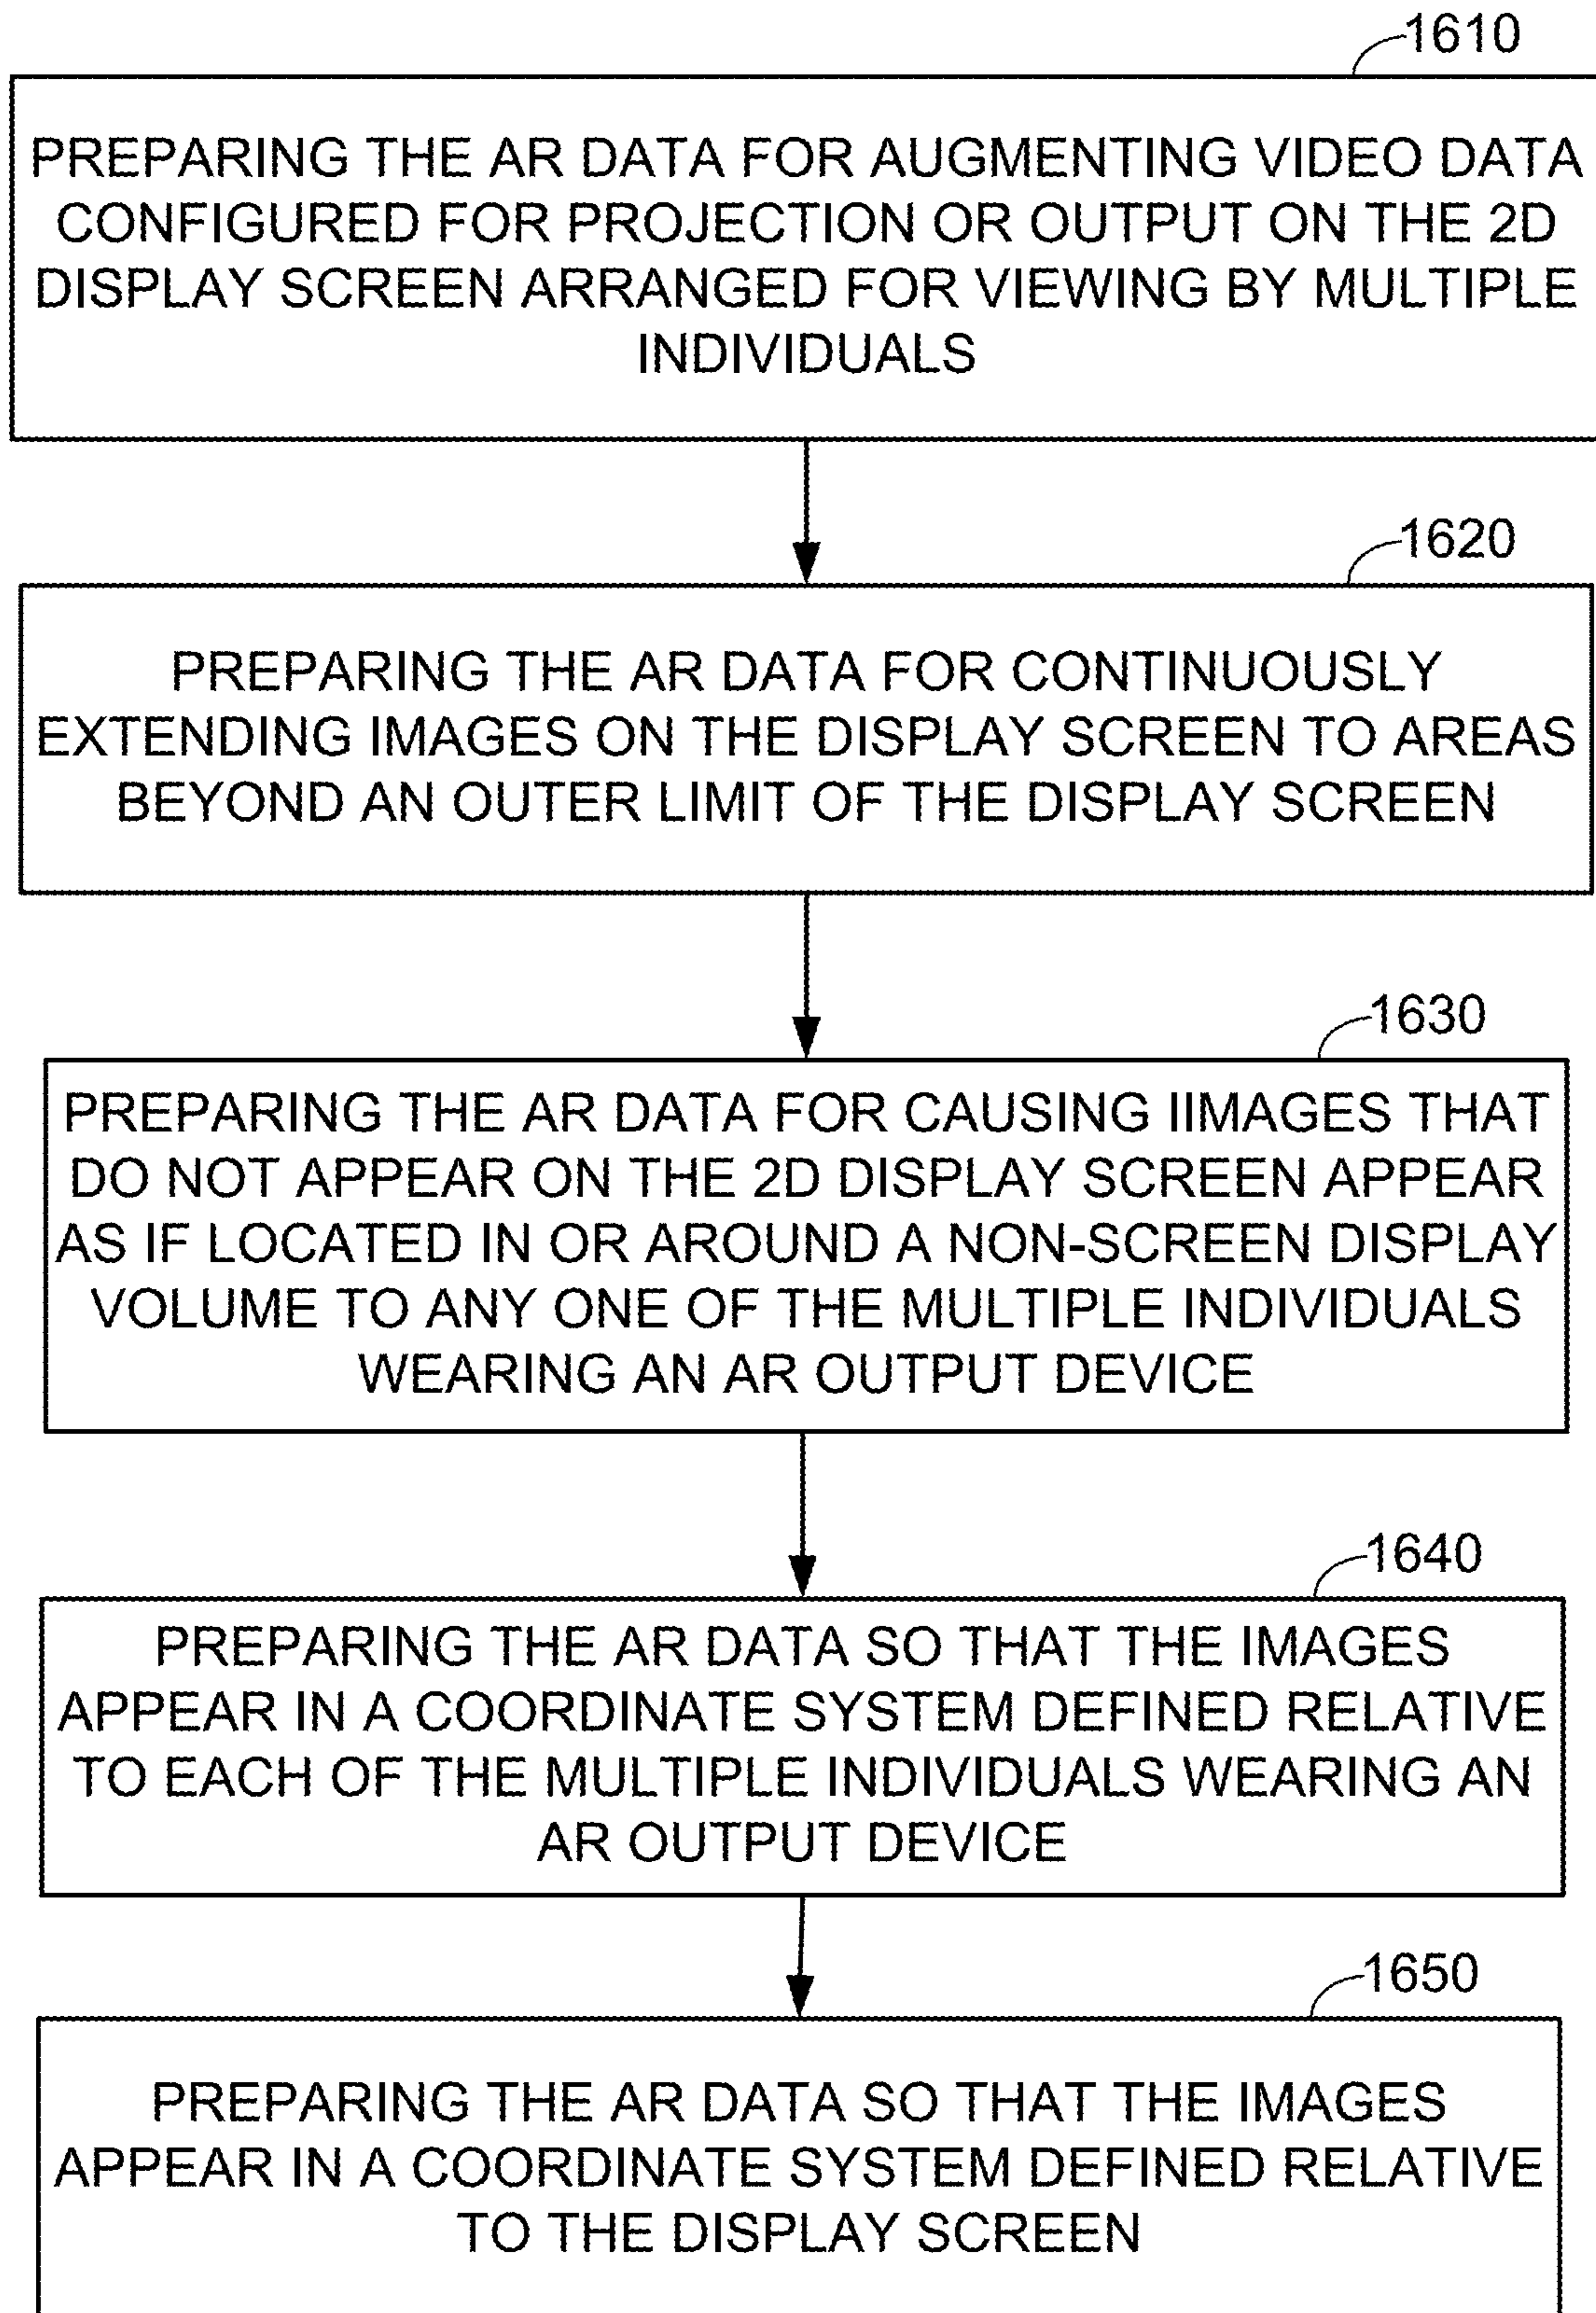 1610
PREPARING THE AR DATA FOR AUGMENTING VIDEO DATA
CONFIGURED FOR PROJECTION OR OUTPUT ON THE 2D
DISPLAY SCREEN ARRANGED FOR VIEWING BY MULTIPLE
INDIVIDUALS
1620
PREPARING THE AR DATA FOR CONTINUOUSLY
EXTENDING IMAGES ON THE DISPLAY SCREEN TO AREAS
BEYOND AN OUTER LIMIT OF THE DISPLAY SCREEN
1630
PREPARING THE AR DATA FOR CAUSING IIMAGES THAT
DO NOT APPEAR ON THE 2D DISPLAY SCREEN APPEAR
AS IF LOCATED IN OR AROUND A NON-SCREEN DISPLAY
VOLUME TO ANY ONE OF THE MULTIPLE INDIVIDUALS
WEARING AN AR OUTPUT DEVICE
1640
PREPARING THE AR DATA SO THAT THE IMAGES
APPEAR IN A COORDINATE SYSTEM DEFINED RELATIVE
TO EACH OF THE MULTIPLE INDIVIDUALS WEARING AN
AR OUTPUT DEVICE
1650
PREPARING THE AR DATA SO THAT THE IMAGES
APPEAR IN A COORDINATE SYSTEM DEFINED RELATIVE
TO THE DISPLAY SCREEN